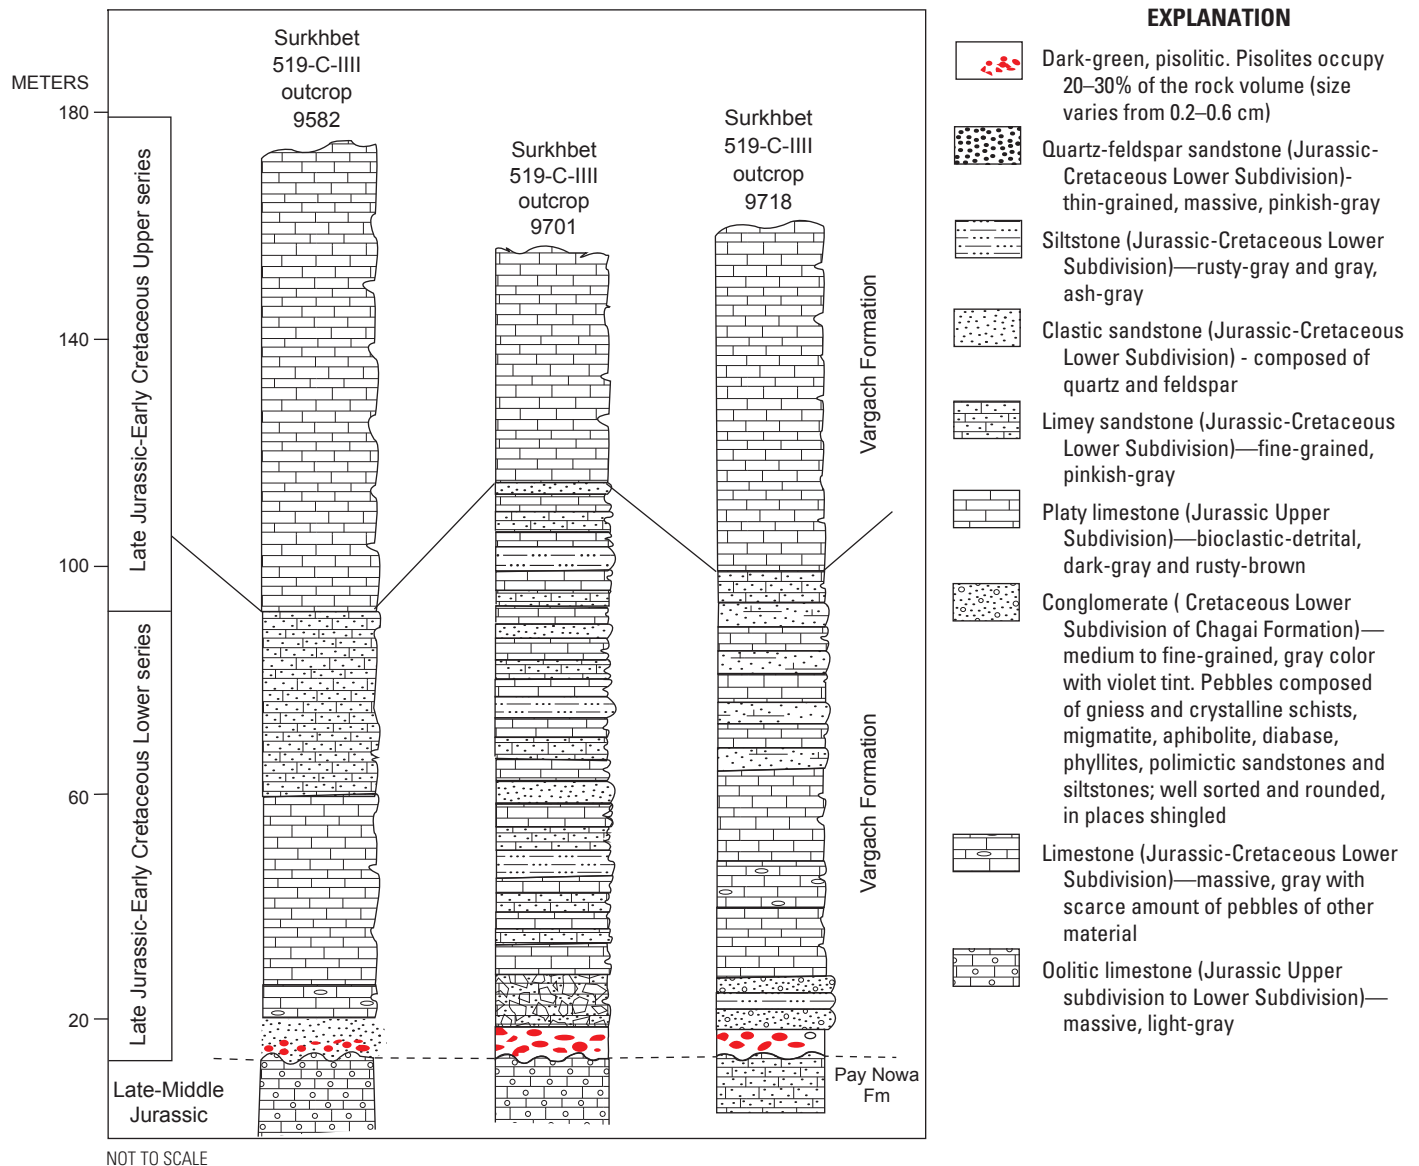 EXPLANATION
METERS
180
140
100
60
20
Surkhbet
519-C-IIII
outcrop
9582
Surkhbet
519-C-IIII
outcrop
9701
Surkhbet
519-C-IIII
outcrop
9718
Late Jurassic-Early Cretaceous Upper series
Late Jurassic-Early Cretaceous Lower series
Late-Middle
Jurassic
Vargach Formation
Vargach Formation
Pay Nowa
Fm
NOT TO SCALE
Dark-green, pisolitic. Pisolites occupy
20–30% of the rock volume (size
varies from 0.2–0.6 cm)
Quartz-feldspar sandstone (Jurassic-
Cretaceous Lower Subdivision)-
thin-grained, massive, pinkish-gray
Siltstone (Jurassic-Cretaceous Lower
Subdivision)—rusty-gray and gray,
ash-gray
Clastic sandstone (Jurassic-Cretaceous
Lower Subdivision) - composed of
quartz and feldspar
Limey sandstone (Jurassic-Cretaceous
Lower Subdivision)—fine-grained,
pinkish-gray
Platy limestone (Jurassic Upper
Subdivision)—bioclastic-detrital,
dark-gray and rusty-brown
Conglomerate ( Cretaceous Lower
Subdivision of Chagai Formation)—
medium to fine-grained, gray color
with violet tint. Pebbles composed
of gniess and crystalline schists,
migmatite, aphibolite, diabase,
phyllites, polimictic sandstones and
siltstones; well sorted and rounded,
in places shingled
Limestone (Jurassic-Cretaceous Lower
Subdivision)—massive, gray with
scarce amount of pebbles of other
material
Oolitic limestone (Jurassic Upper
subdivision to Lower Subdivision)—
massive, light-gray